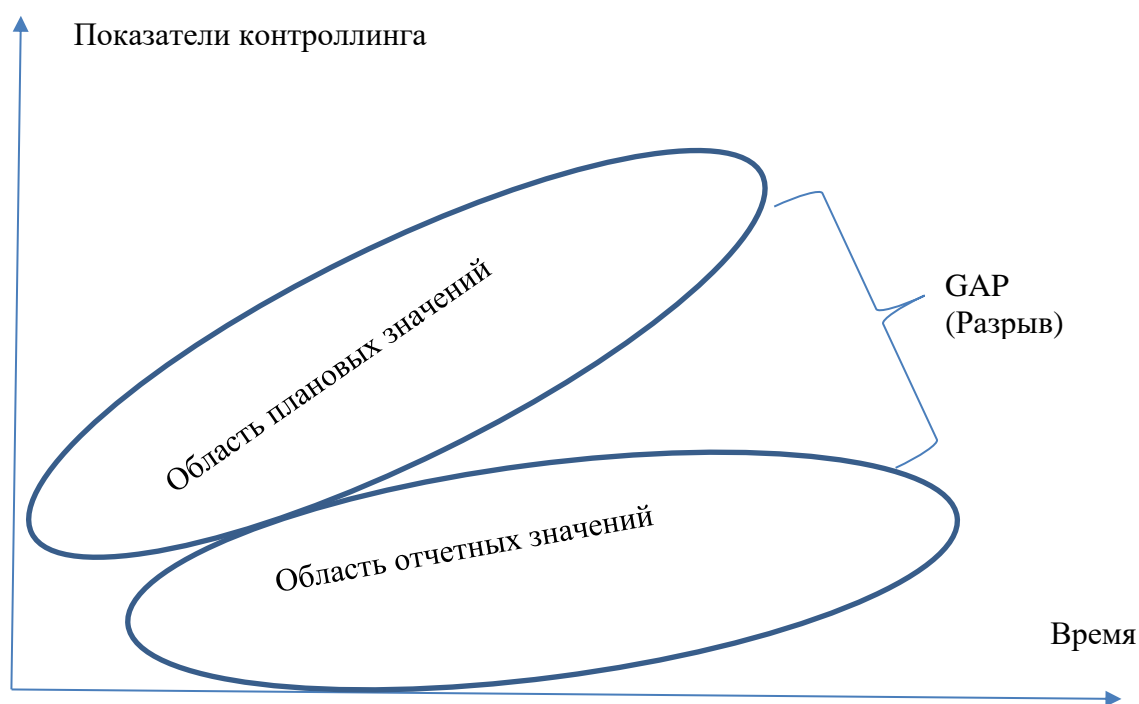 Показатели контроллинга
Область плановых значений
GAP
(Разрыв)
Область отчетных значений
Время